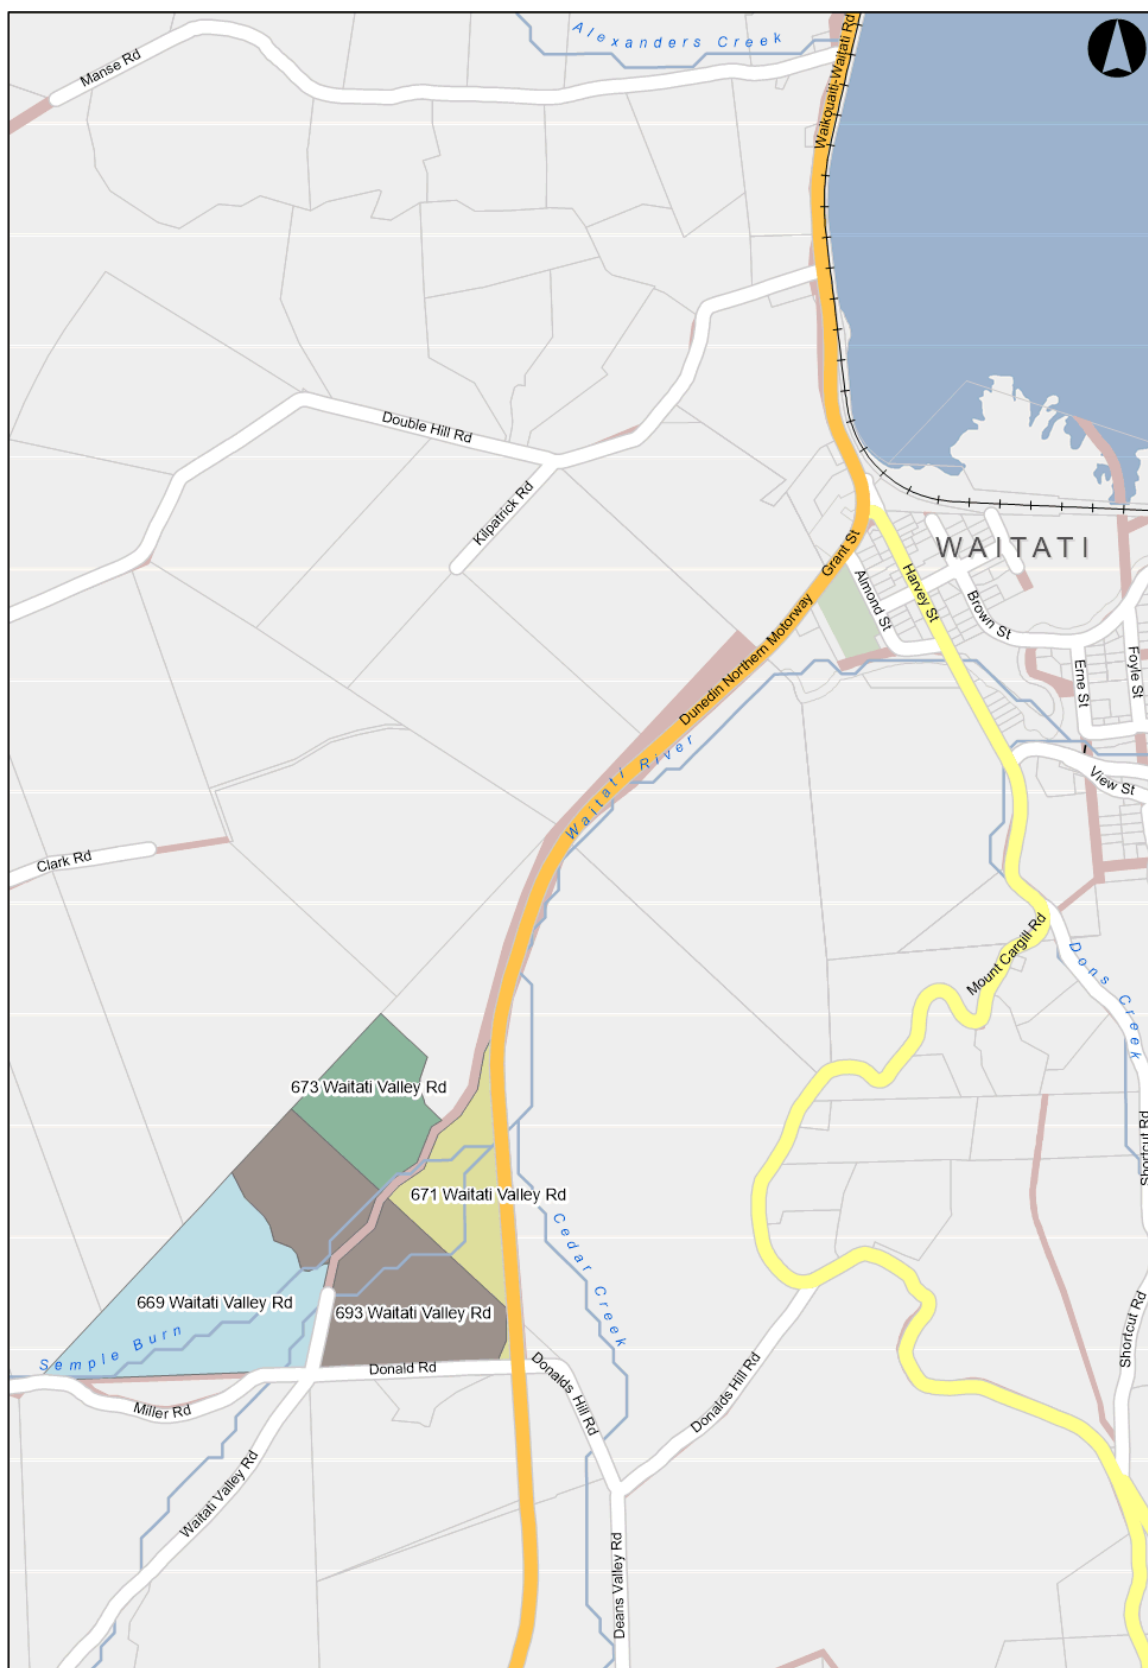 Alexanders Creek
Manse Rd
Waikouaiti-Waitati Rd
Double Hill Rd
Kilpatrick Rd
WAITATI
Grant St
Harvey St
Almond St
Brown St
Dunedin Northern Motorway
Erne St
Foyle St
Waitati River
View St
Clark Rd
Mount Cargill Rd
Dons Creek
673 Waitati Valley Rd
Shortcut Rd
671 Waitati Valley Rd
Cedar Creek
669 Waitati Valley Rd
693 Waitati Valley Rd
Semple Burn
Shortcut Rd
Donald Rd
Donalds Hill Rd
Donalds Hill Rd
Miller Rd
Waitati Valley Rd
Deans Valley Rd